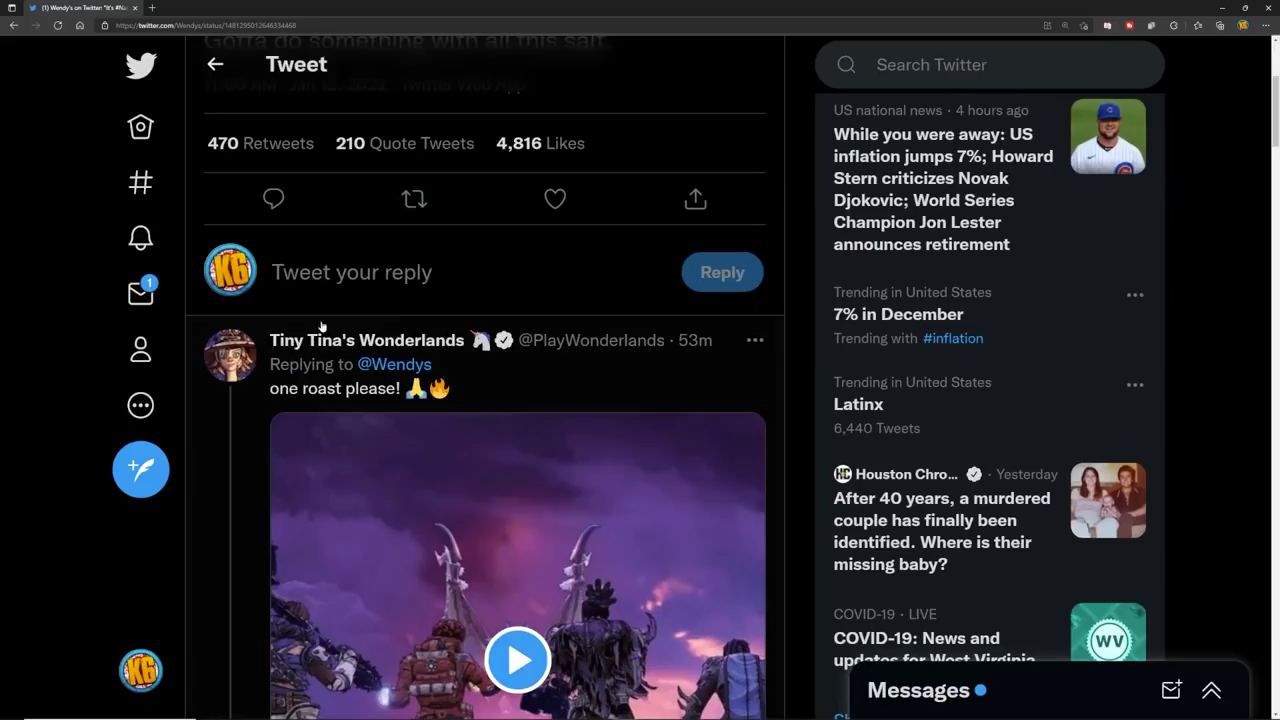 (1) Wendy's on Twitter: "It's #Na
https://twitter.com/Wendys/status/1481295012646334468
Gotta do something with all this salt.
Tweet
11:00 AM · Jan 12, 2022 · Twitter Web App
470 Retweets 210 Quote Tweets 4,816 Likes
K6
Tweet your reply
Reply
Tiny Tina's Wonderlands @PlayWonderlands · 53m
Replying to @Wendys
one roast please! 🙏🔥
1
K6
Search Twitter
US national news · 4 hours ago
While you were away: US
inflation jumps 7%; Howard
Stern criticizes Novak
Djokovic; World Series
Champion Jon Lester
announces retirement
Trending in United States
7% in December
Trending with #inflation
Trending in United States
Latinx
6,440 Tweets
Houston Chro... · Yesterday
After 40 years, a murdered
couple has finally been
identified. Where is their
missing baby?
COVID-19 · LIVE
COVID-19: News and
updates for West Virginia
WV
Messages